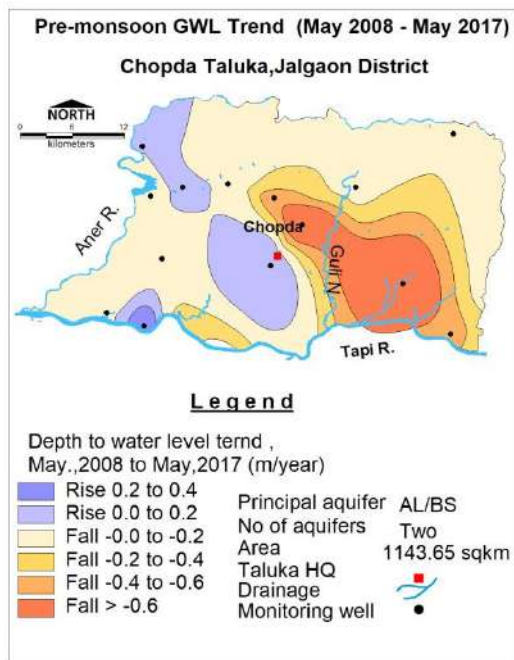 Pre-monsoon GWL Trend (May 2008 - May 2017)
Chopda Taluka,Jalgaon District
NORTH
0 6 12
kilometers
Aner R.
Chopda
Guli N
Tapi R.
Legend
Depth to water level ternd ,
May.,2008 to May,2017 (m/year)
Rise 0.2 to 0.4
Rise 0.0 to 0.2
Fall -0.0 to -0.2
Fall -0.2 to -0.4
Fall -0.4 to -0.6
Fall > -0.6
Principal aquifer AL/BS
No of aquifers Two
Area 1143.65 sqkm
Taluka HQ
Drainage
Monitoring well